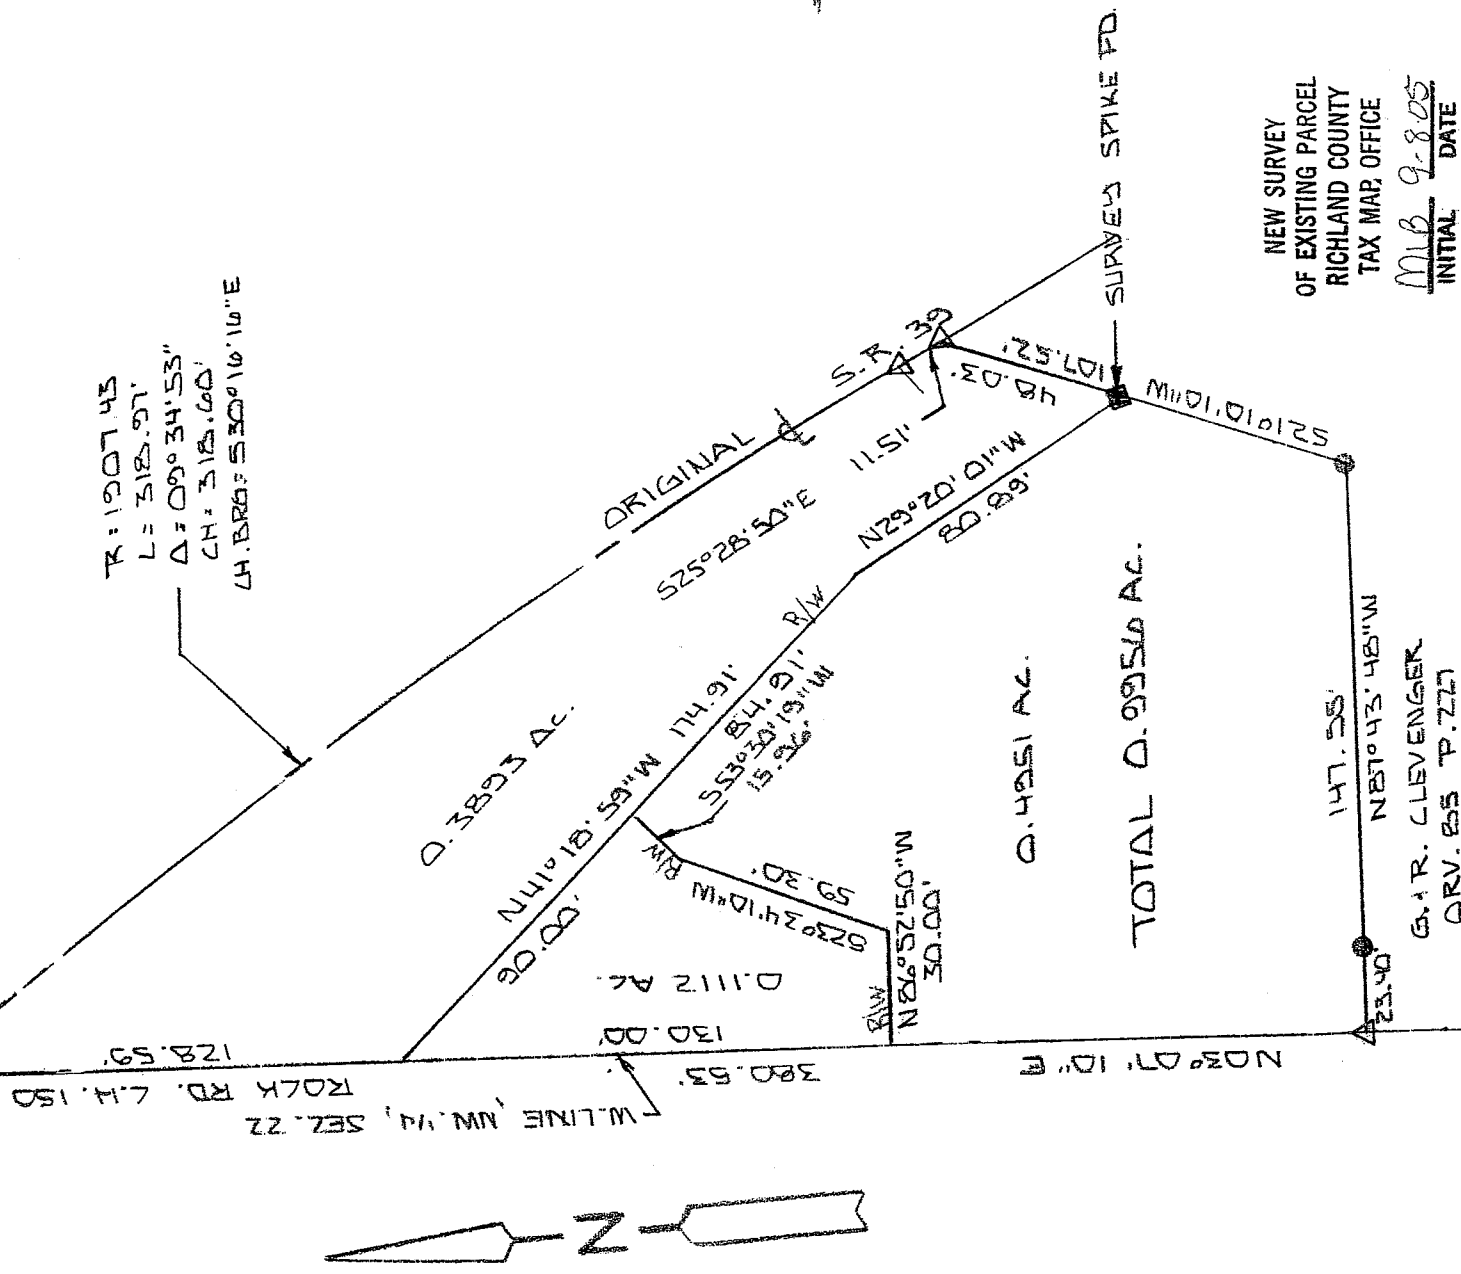 R = 1907.43
L = 318.97'
Δ = 09° 34' 53"
CH = 318.60'
CH. BRG = S30° 16' 16" E
ORIGINAL ℄ S.R. 39
S25° 28' 50" E
11.51'
48.03'
107.52'
SURVEY SPIKE FD.
S21° 01' 01" W
N29° 20' 01" W
80.89'
R/W
N41° 18' 59" W 174.91'
90.00'
84.91'
S53° 30' 19" W
15.96'
R/W
0.3893 AC.
S23° 34' 10" W
59.30'
0.1112 AC.
R/W
N86° 52' 50" W
30.00'
128.59'
130.00'
ROCK RD. C.H. 150
380.53'
N03° 07' 10" E
W. LINE, NW. 1/4, SEC. 22
0.4951 AC.
TOTAL 0.9956 AC.
147.55'
N87° 43' 48" W
23.40'
G. & R. CLEVENGER
ORV. 85 P. 227
N
NEW SURVEY
OF EXISTING PARCEL
RICHLAND COUNTY
TAX MAP OFFICE
MLB 9-8-05
INITIAL DATE